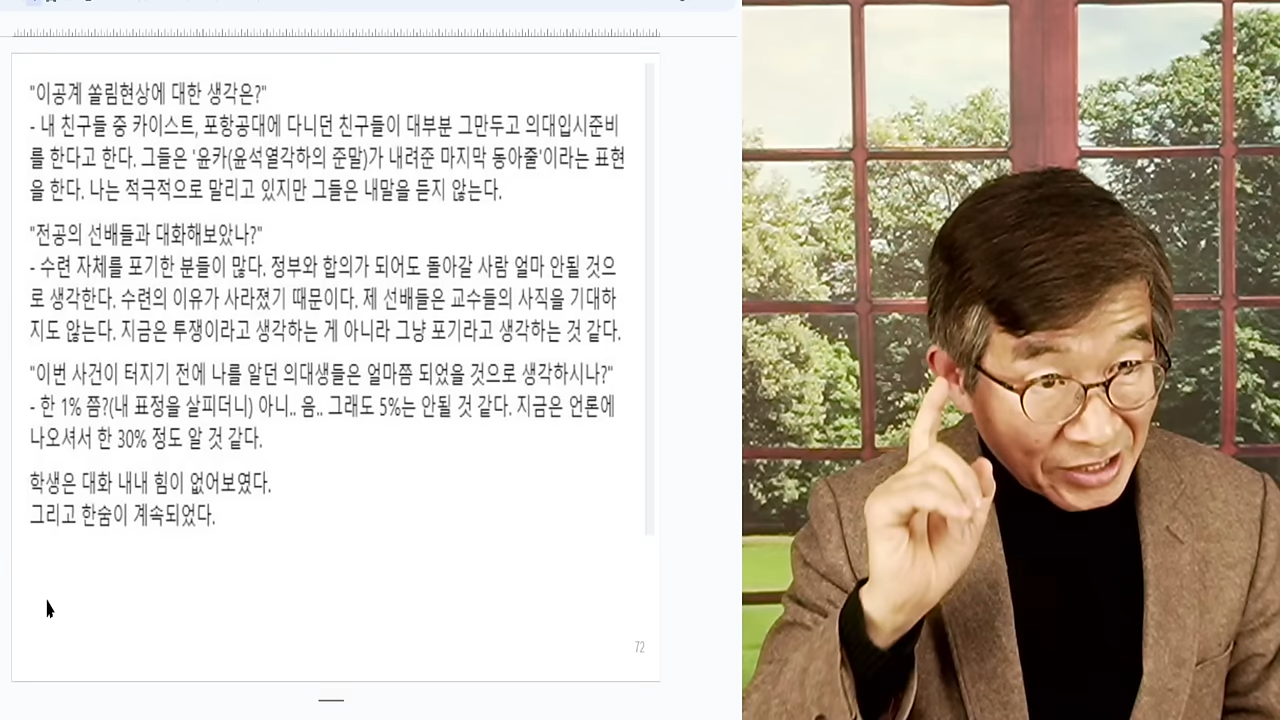 "이공계 쏠림현상에 대한 생각은?"
- 내 친구들 중 카이스트, 포항공대에 다니던 친구들이 대부분 그만두고 의대입시준비
를 한다고 한다. 그들은 '윤카(윤석열각하의 준말)가 내려준 마지막 동아줄'이라는 표현
을 한다. 나는 적극적으로 말리고 있지만 그들은 내말을 듣지 않는다.
"전공의 선배들과 대화해보았나?"
- 수련 자체를 포기한 분들이 많다. 정부와 합의가 되어도 돌아갈 사람 얼마 안될 것으
로 생각한다. 수련의 이유가 사라졌기 때문이다. 제 선배들은 교수들의 사직을 기대하
지도 않는다. 지금은 투쟁이라고 생각하는 게 아니라 그냥 포기라고 생각하는 것 같다.
"이번 사건이 터지기 전에 나를 알던 의대생들은 얼마쯤 되었을 것으로 생각하시나?"
- 한 1% 쯤?(내 표정을 살피더니) 아니.. 음.. 그래도 5%는 안될 것 같다. 지금은 언론에
나오셔서 한 30% 정도 알 것 같다.
학생은 대화 내내 힘이 없어보였다.
그리고 한숨이 계속되었다.
72